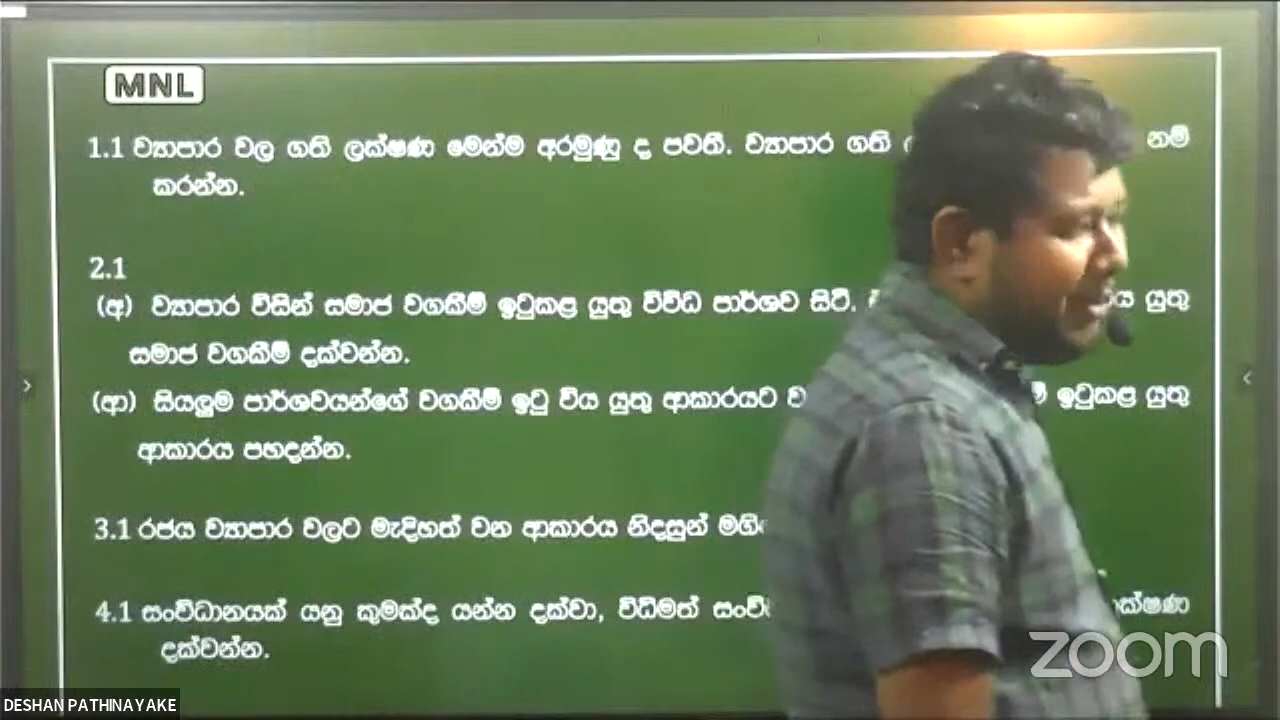 MNL
1.1 ව්‍යාපාර වල ගති ලක්ෂණ මෙන්ම අරමුණු ද පවතී. ව්‍යාපාර ගති නම්
කරන්න.
2.1
(අ) ව්‍යාපාර විසින් සමාජ වගකීම් ඉටුකළ යුතු විවිධ පාර්ශව සිටී. යුතු
සමාජ වගකීම් දක්වන්න.
(ආ) සියලුම පාර්ශවයන්ගේ වගකීම් ඉටු විය යුතු ආකාරයට ඉටුකළ යුතු
ආකාරය පහදන්න.
3.1 රජය ව්‍යාපාර වලට මැදිහත් වන ආකාරය නිදසුන්
4.1 සංවිධානයක් යනු කුමක්ද යන්න දක්වා, විධිමත්
දක්වන්න.
zoom
DESHAN PATHINAYAKE